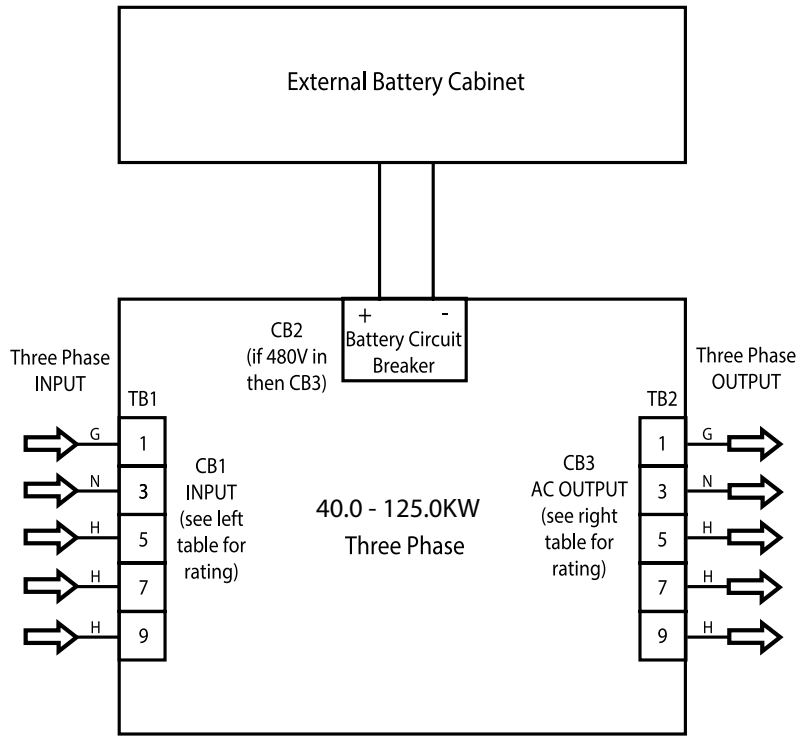 External Battery Cabinet
+ -
Battery Circuit
Breaker
CB2
(if 480V in
then CB3)
Three Phase
INPUT
TB1
G
1
N
3
H
5
H
7
H
9
CB1
INPUT
(see left
table for
rating)
40.0 - 125.0KW
Three Phase
CB3
AC OUTPUT
(see right
table for
rating)
Three Phase
OUTPUT
TB2
1
G
3
N
5
H
7
H
9
H